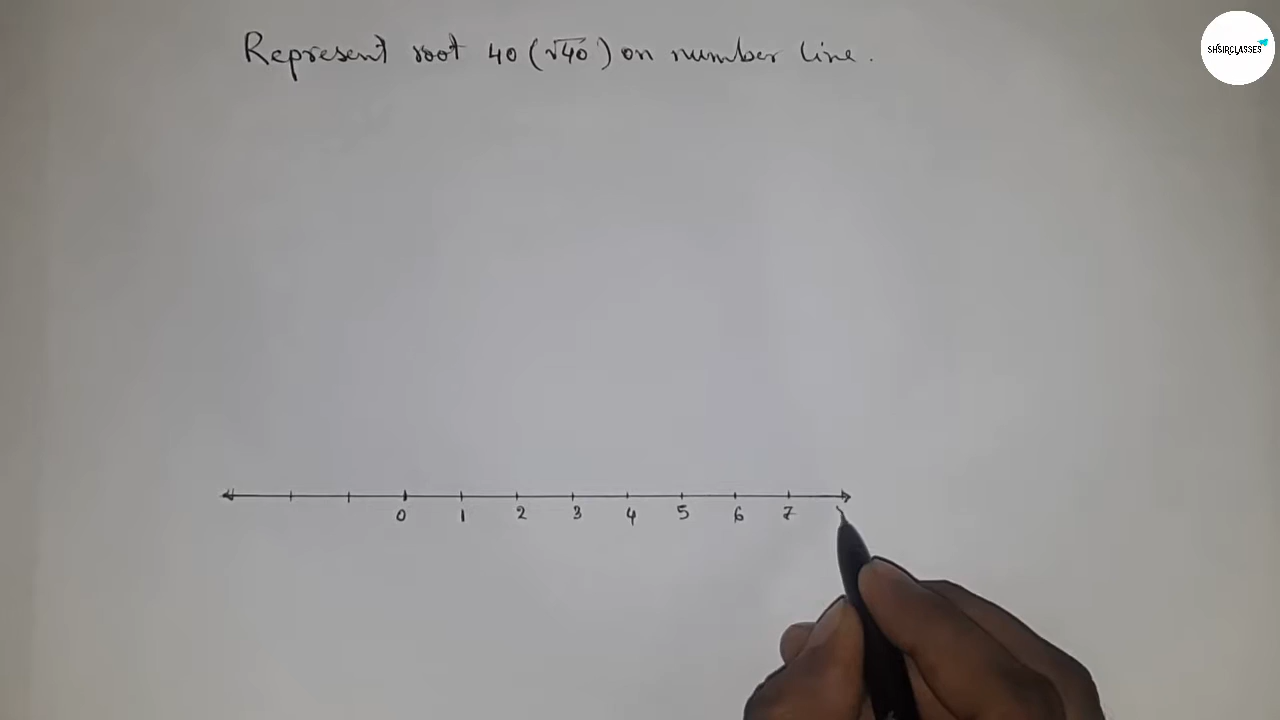 Represent root 40 (√40) on number line.
SHSIRCLASSES
0 1 2 3 4 5 6 7